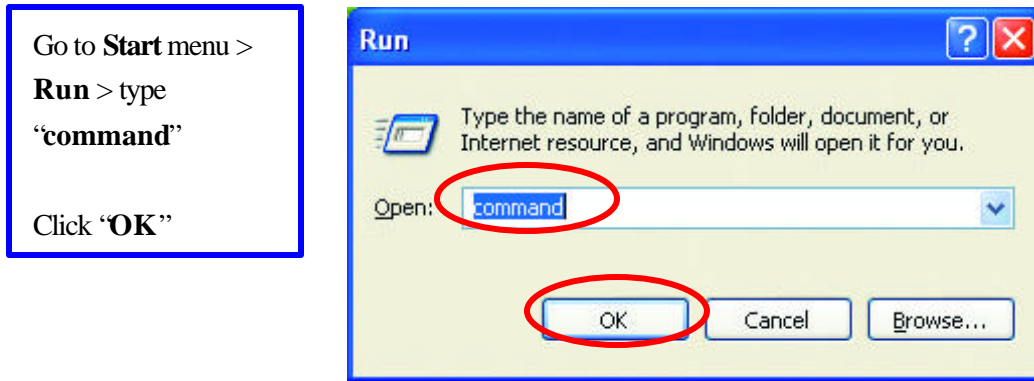 Go to Start menu >
Run > type
“command”
Click “OK”
Run
Type the name of a program, folder, document, or
Internet resource, and Windows will open it for you.
Open: command
OK Cancel Browse...